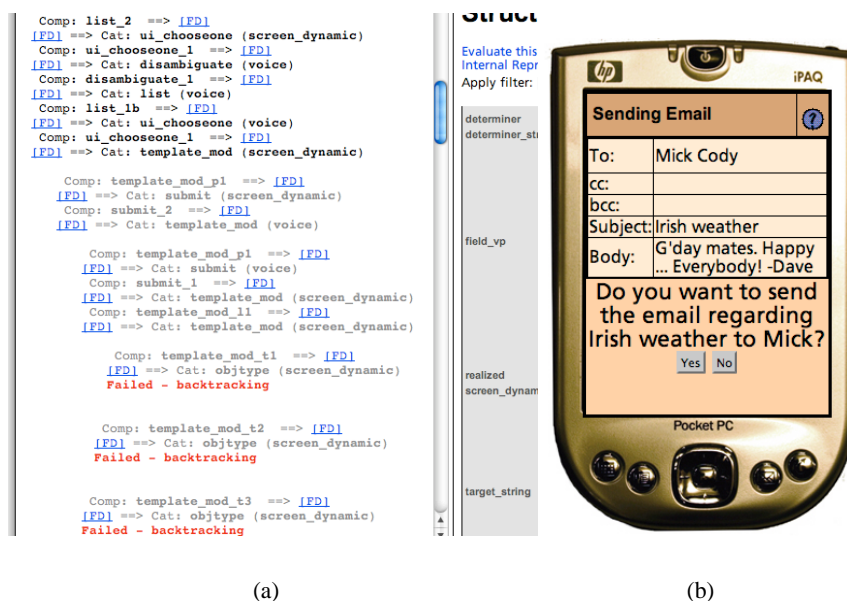 Comp: list_2 ==> [FD]
[FD] ==> Cat: ui_chooseone (screen_dynamic)
Comp: ui_chooseone_1 ==> [FD]
[FD] ==> Cat: disambiguate (voice)
Comp: disambiguate_1 ==> [FD]
[FD] ==> Cat: list (voice)
Comp: list_1b ==> [FD]
[FD] ==> Cat: ui_chooseone (voice)
Comp: ui_chooseone_1 ==> [FD]
[FD] ==> Cat: template_mod (screen_dynamic)
Comp: template_mod_p1 ==> [FD]
[FD] ==> Cat: submit (screen_dynamic)
Comp: submit_2 ==> [FD]
[FD] ==> Cat: template_mod (voice)
Comp: template_mod_p1 ==> [FD]
[FD] ==> Cat: submit (voice)
Comp: submit_1 ==> [FD]
[FD] ==> Cat: template_mod (screen_dynamic)
Comp: template_mod_l1 ==> [FD]
[FD] ==> Cat: template_mod (screen_dynamic)
Comp: template_mod_t1 ==> [FD]
[FD] ==> Cat: objtype (screen_dynamic)
Failed - backtracking
Comp: template_mod_t2 ==> [FD]
[FD] ==> Cat: objtype (screen_dynamic)
Failed - backtracking
Comp: template_mod_t3 ==> [FD]
[FD] ==> Cat: objtype (screen_dynamic)
Failed - backtracking
Struct
Evaluate this
Internal Repr
Apply filter:
determiner
determiner_str
field_vp
realized
screen_dynam
target_string
hp
iPAQ
Sending Email
?
To: Mick Cody
cc:
bcc:
Subject: Irish weather
Body: G'day mates. Happy
... Everybody! -Dave
Do you want to send
the email regarding
Irish weather to Mick?
Yes No
Pocket PC
(a) (b)